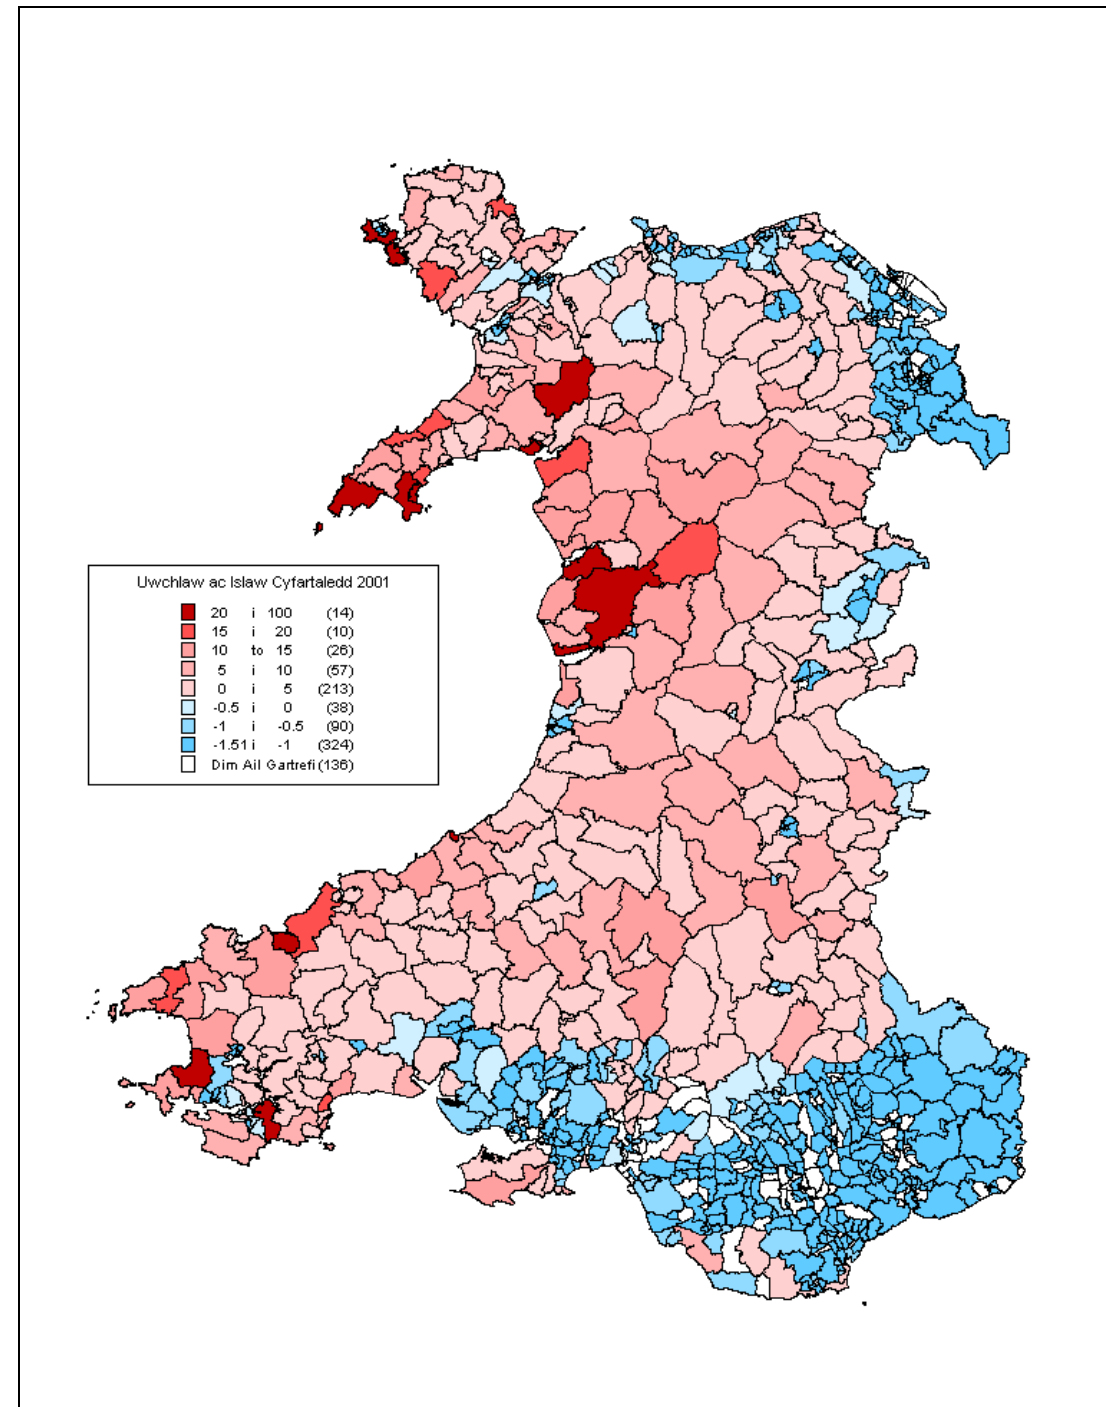 Uwchlaw ac Islaw Cyfartaledd 2001
20 i 100 (14)
15 i 20 (10)
10 to 15 (26)
5 i 10 (57)
0 i 5 (213)
-0.5 i 0 (38)
-1 i -0.5 (90)
-1.51 i -1 (324)
Dim Ail Gartrefi (136)